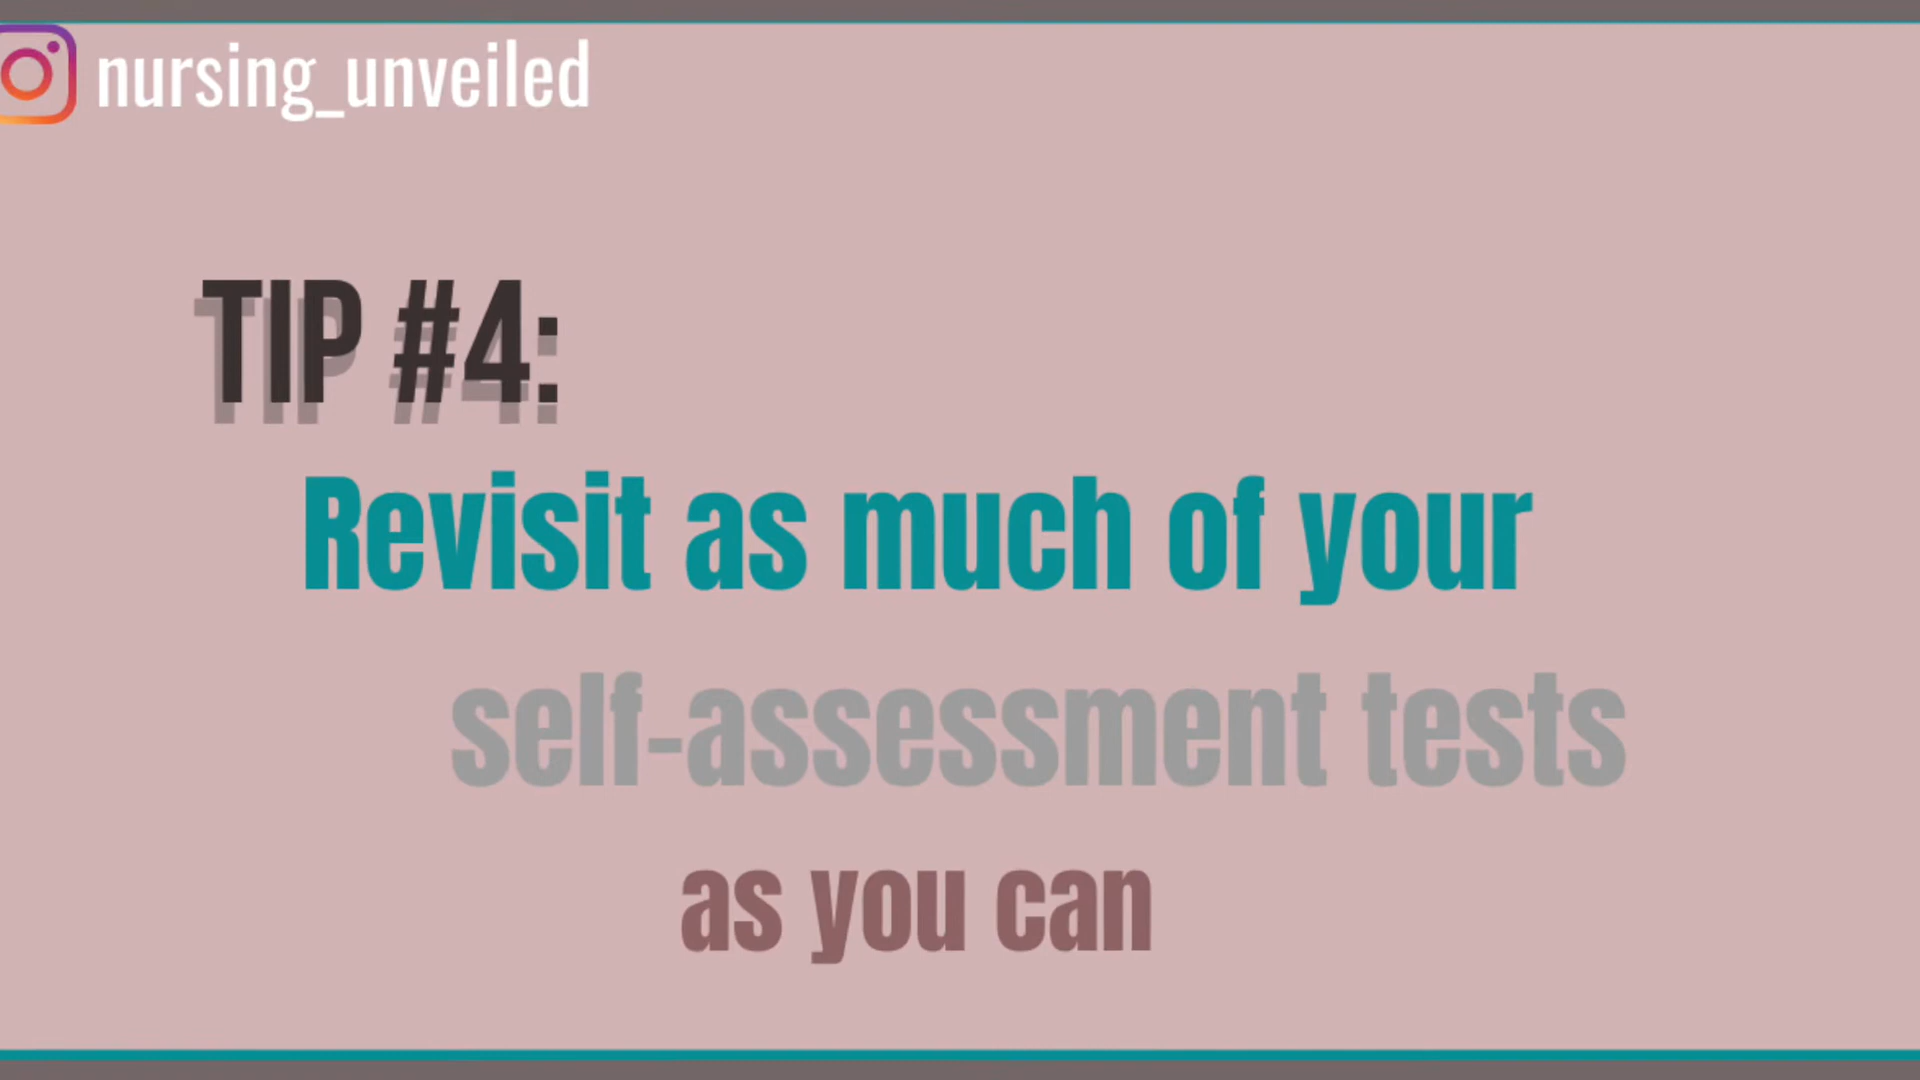 nursing_unveiled
TIP #4:
Revisit as much of your
self-assessment tests
as you can